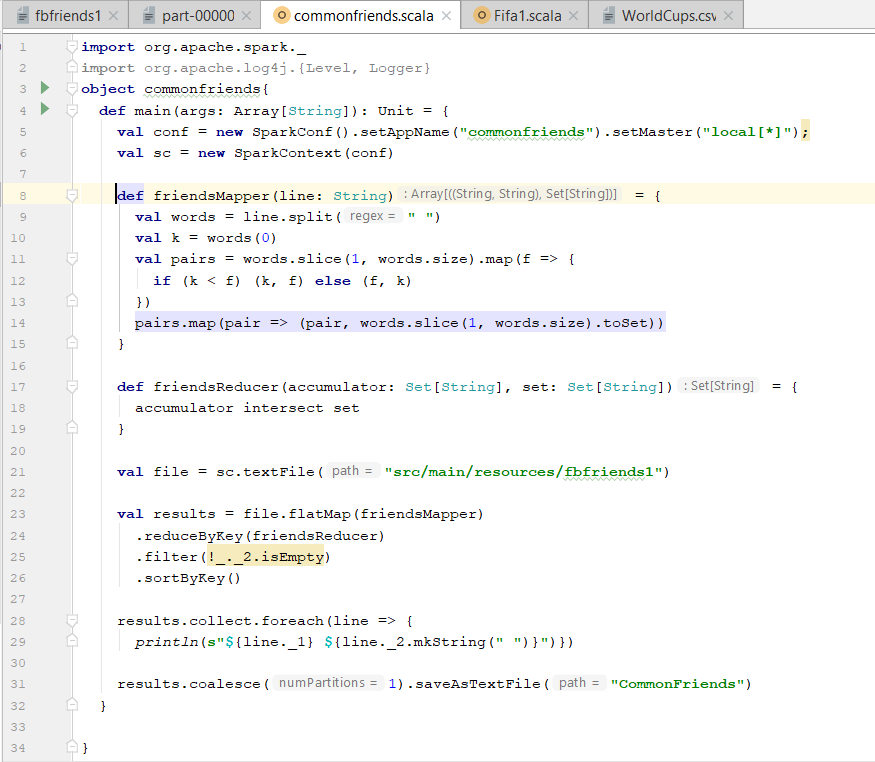 fbfriends1 part-00000 commonfriends.scala Fifa1.scala WorldCups.csv
1 import org.apache.spark._
2 import org.apache.log4j.{Level, Logger}
3 object commonfriends{
4 def main(args: Array[String]): Unit = {
5 val conf = new SparkConf().setAppName("commonfriends").setMaster("local[*]");
6 val sc = new SparkContext(conf)
7
8 def friendsMapper(line: String) : Array[((String, String), Set[String])] = {
9 val words = line.split( regex = " ")
10 val k = words(0)
11 val pairs = words.slice(1, words.size).map(f => {
12 if (k < f) (k, f) else (f, k)
13 })
14 pairs.map(pair => (pair, words.slice(1, words.size).toSet))
15 }
16
17 def friendsReducer(accumulator: Set[String], set: Set[String]) : Set[String] = {
18 accumulator intersect set
19 }
20
21 val file = sc.textFile( path = "src/main/resources/fbfriends1")
22
23 val results = file.flatMap(friendsMapper)
24 .reduceByKey(friendsReducer)
25 .filter(!_._2.isEmpty)
26 .sortByKey()
27
28 results.collect.foreach(line => {
29 println(s"${line._1} ${line._2.mkString(" ")}")})
30
31 results.coalesce( numPartitions = 1).saveAsTextFile( path = "CommonFriends")
32 }
33
34 }